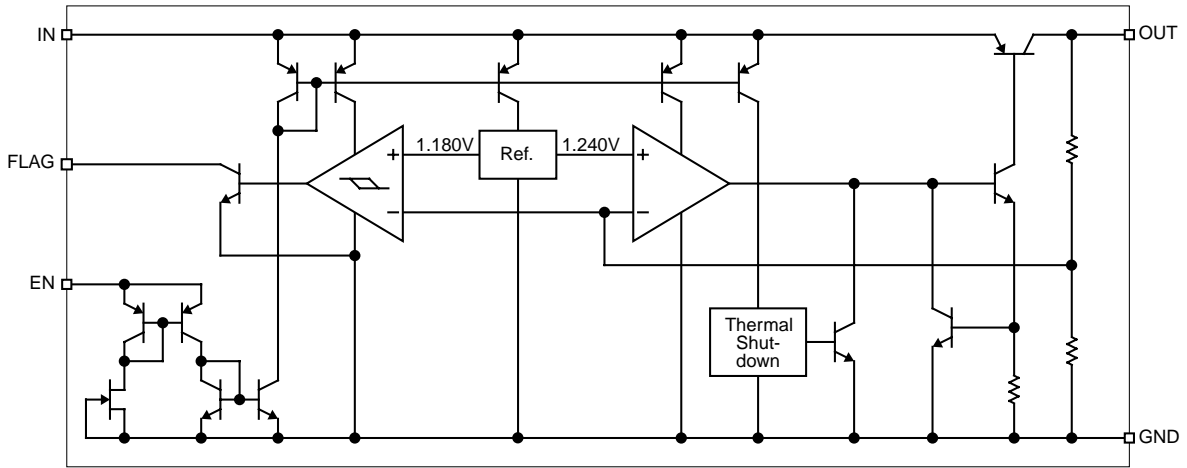 IN
OUT
FLAG
+
1.180V
Ref.
1.240V
+
−
−
EN
Thermal
Shut-
down
GND